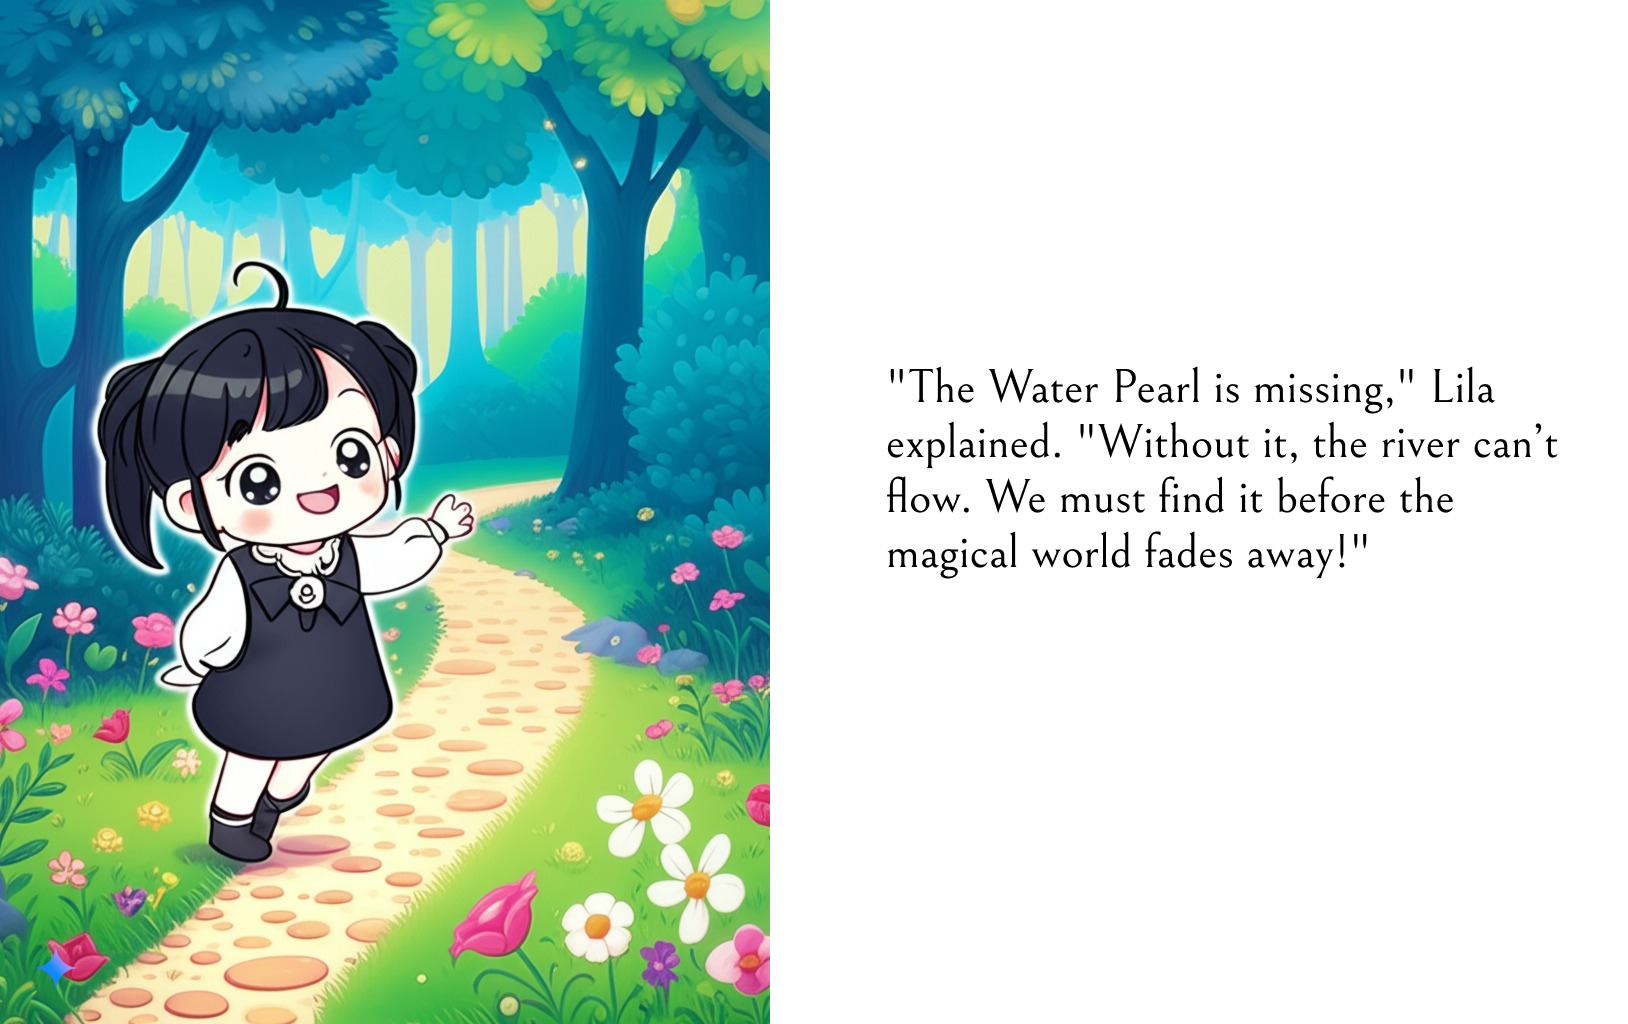 "The Water Pearl is missing," Lila
explained. "Without it, the river can’t
flow. We must find it before the
magical world fades away!"